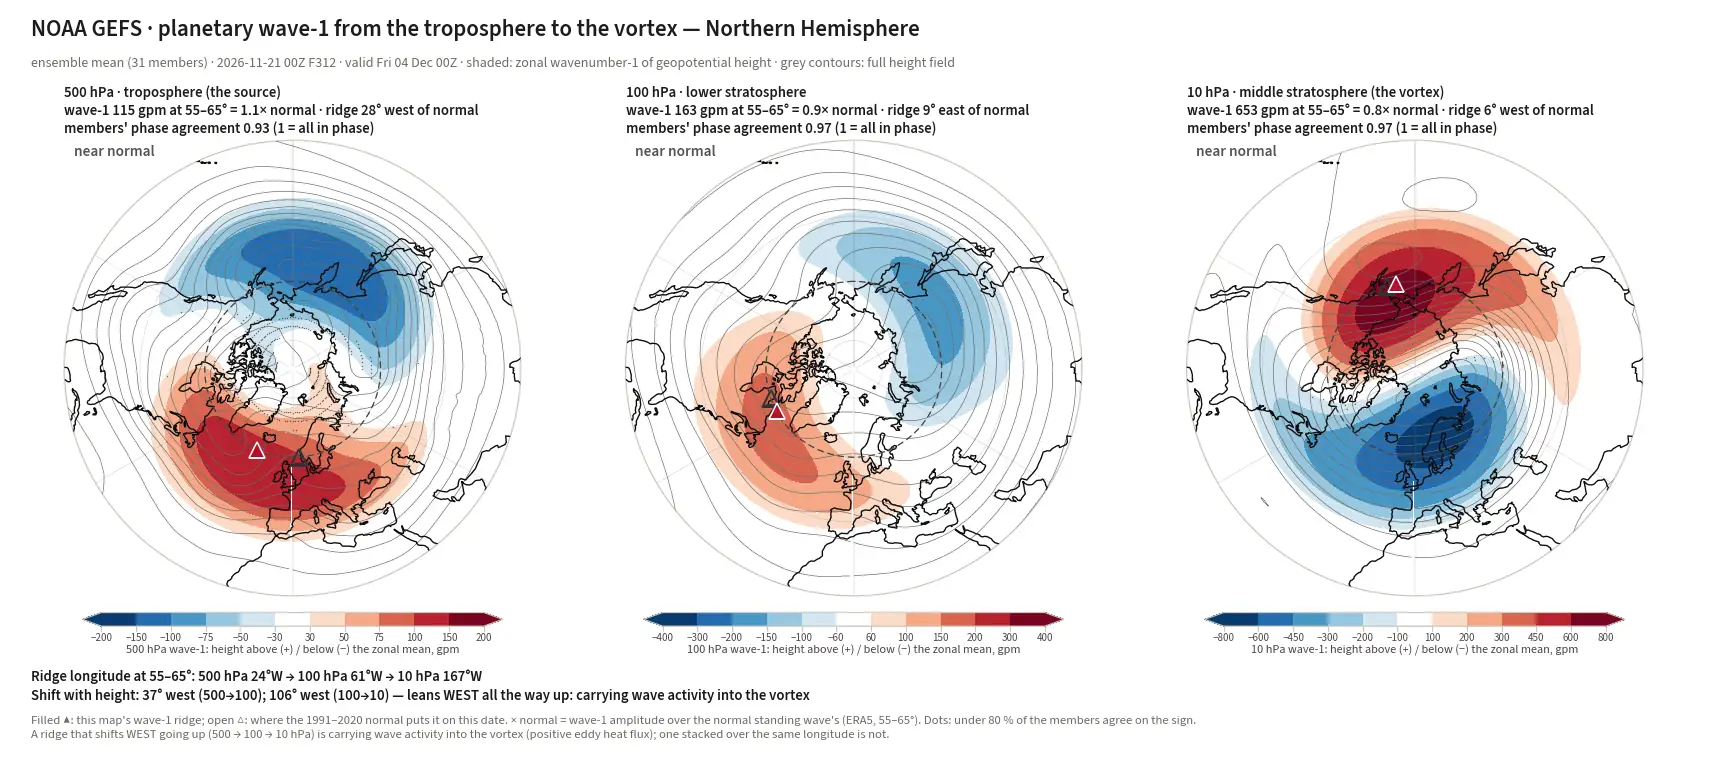 NOAA GEFS · planetary wave-1 from the troposphere to the vortex — Northern Hemisphere
ensemble mean (31 members) · 2026-11-21 00Z F312 · valid Fri 04 Dec 00Z · shaded: zonal wavenumber-1 of geopotential height · grey contours: full height field
500 hPa · troposphere (the source)
wave-1 115 gpm at 55–65° = 1.1× normal · ridge 28° west of normal
members' phase agreement 0.93 (1 = all in phase)
near normal
100 hPa · lower stratosphere
wave-1 163 gpm at 55–65° = 0.9× normal · ridge 9° east of normal
members' phase agreement 0.97 (1 = all in phase)
near normal
10 hPa · middle stratosphere (the vortex)
wave-1 653 gpm at 55–65° = 0.8× normal · ridge 6° west of normal
members' phase agreement 0.97 (1 = all in phase)
near normal
−200 −150 −100 −75 −50 −30 30 50 75 100 150 200
500 hPa wave-1: height above (+) / below (−) the zonal mean, gpm
−400 −300 −200 −150 −100 −60 60 100 150 200 300 400
100 hPa wave-1: height above (+) / below (−) the zonal mean, gpm
−800 −600 −450 −300 −200 −100 100 200 300 450 600 800
10 hPa wave-1: height above (+) / below (−) the zonal mean, gpm
Ridge longitude at 55–65°: 500 hPa 24°W → 100 hPa 61°W → 10 hPa 167°W
Shift with height: 37° west (500→100); 106° west (100→10) — leans WEST all the way up: carrying wave activity into the vortex
Filled ▲: this map's wave-1 ridge; open △: where the 1991–2020 normal puts it on this date. × normal = wave-1 amplitude over the normal standing wave's (ERA5, 55–65°). Dots: under 80 % of the members agree on the sign.
A ridge that shifts WEST going up (500 → 100 → 10 hPa) is carrying wave activity into the vortex (positive eddy heat flux); one stacked over the same longitude is not.